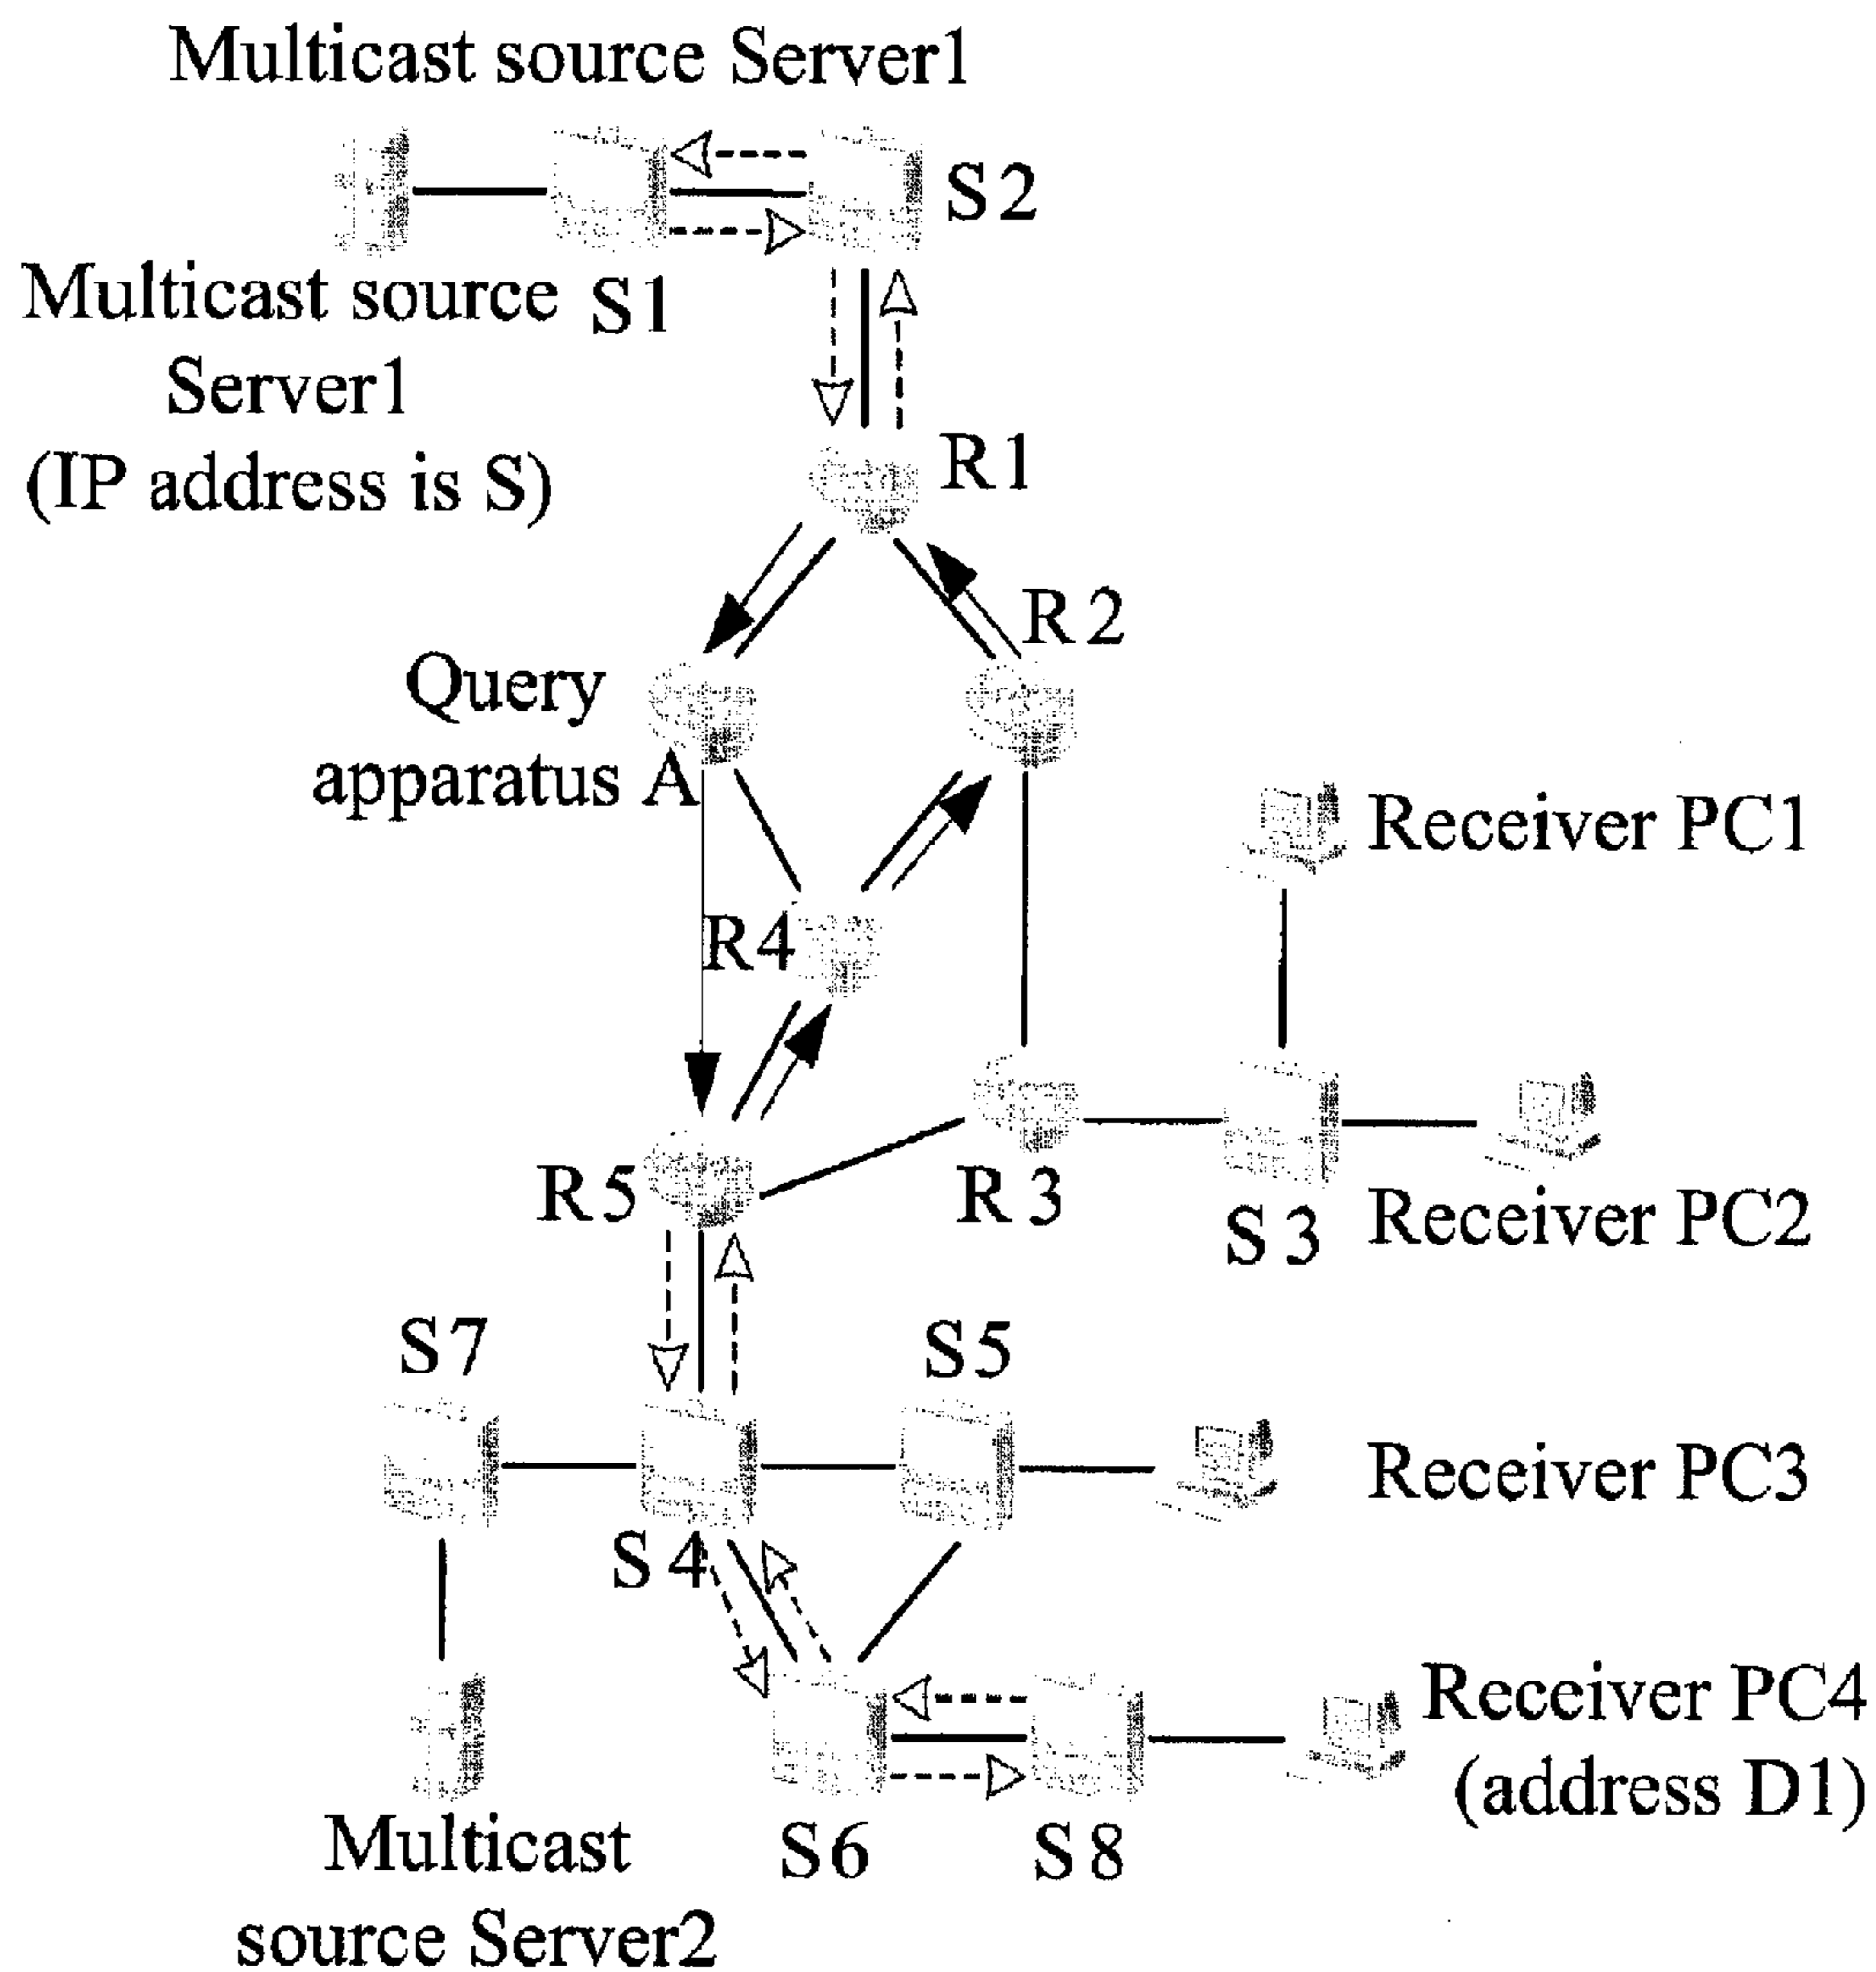 Multicast source Server1
S2
Multicast source
Server1
(IP address is S)
S1
R1
R2
Query
apparatus A
Receiver PC1
R4
R5
R3
S3
Receiver PC2
S7
S5
Receiver PC3
S4
Receiver PC4
(address D1)
Multicast
source Server2
S6
S8